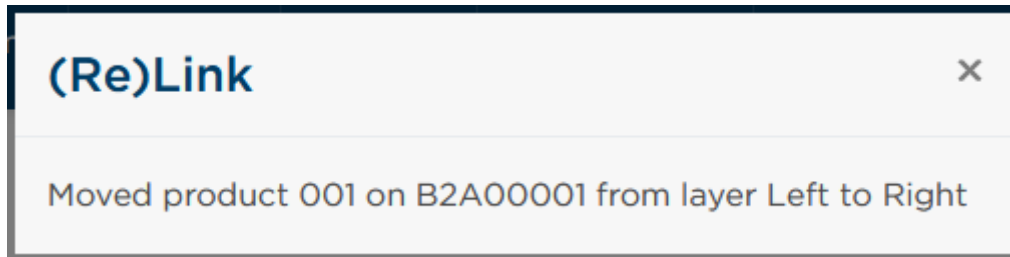 (Re)Link
Moved product 001 on B2A00001 from layer Left to Right